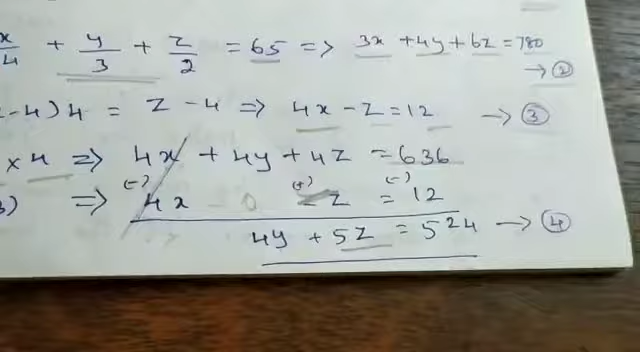 x/4 + y/3 + z/2 = 65 => 3x + 4y + 6z = 780
→ ②
-4)4 = z - 4 => 4x - z = 12 → ③
x 4 => 4x + 4y + 4z = 636
3) => (-) 4x - 0 (+) - z (-) = 12
4y + 5z = 524 → ④